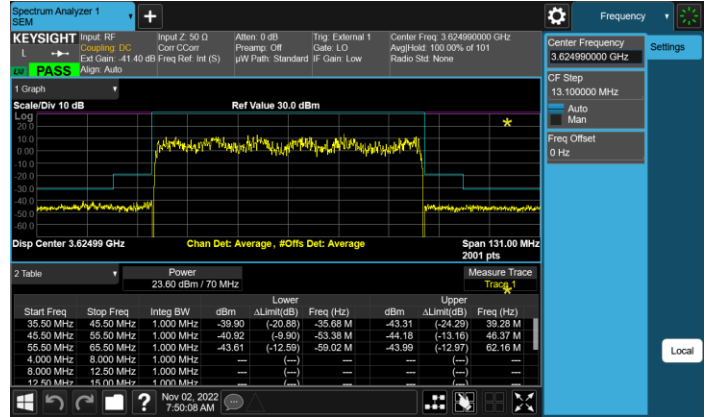 Spectrum Analyzer 1
SEM
Frequency
KEYSIGHT
Input: RF
Coupling: DC
Ext Gain: -41.40 dB
Align: Auto
Input Z: 50 Ω
Corr CCorr
Freq Ref: Int (S)
Atten: 0 dB
Preamp: Off
µW Path: Standard
Trig: External 1
Gate: LO
IF Gain: Low
Center Freq: 3.624990000 GHz
Avg|Hold: 100.00% of 101
Radio Std: None
L
PASS
Center Frequency
3.624990000 GHz
Settings
CF Step
13.100000 MHz
Auto
Man
Freq Offset
0 Hz
Local
1 Graph
Scale/Div 10 dB
Ref Value 30.0 dBm
Log
20.0
10.0
0.00
-10.0
-20.0
-30.0
-40.0
-50.0
-60.0
Disp Center 3.62499 GHz
Chan Det: Average, #Offs Det: Average
Span 131.00 MHz
2001 pts
2 Table
Power
23.60 dBm / 70 MHz
Measure Trace
Trace 1
Lower Upper
Start Freq Stop Freq Integ BW dBm ΔLimit(dB) Freq (Hz) dBm ΔLimit(dB) Freq (Hz)
35.50 MHz 45.50 MHz 1.000 MHz -39.90 (-20.88) -35.68 M -43.31 (-24.29) 39.28 M
45.50 MHz 55.50 MHz 1.000 MHz -40.92 (-9.90) -53.38 M -44.18 (-13.16) 46.37 M
55.50 MHz 65.50 MHz 1.000 MHz -43.61 (-12.59) -59.02 M -43.99 (-12.97) 62.16 M
4.000 MHz 8.000 MHz 1.000 MHz --- (---) --- --- (---) ---
8.000 MHz 12.50 MHz 1.000 MHz --- (---) --- --- (---) ---
12.50 MHz 15.00 MHz 1.000 MHz --- (---) --- --- (---) ---
Nov 02, 2022
7:50:08 AM